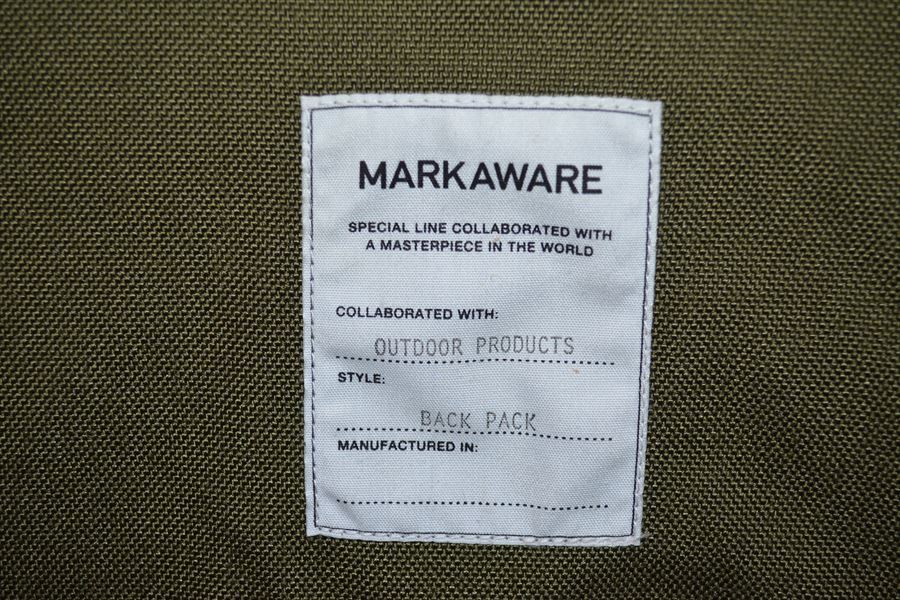 MARKAWARE
SPECIAL LINE COLLABORATED WITH
A MASTERPIECE IN THE WORLD
COLLABORATED WITH:
OUTDOOR PRODUCTS
STYLE:
BACK PACK
MANUFACTURED IN: